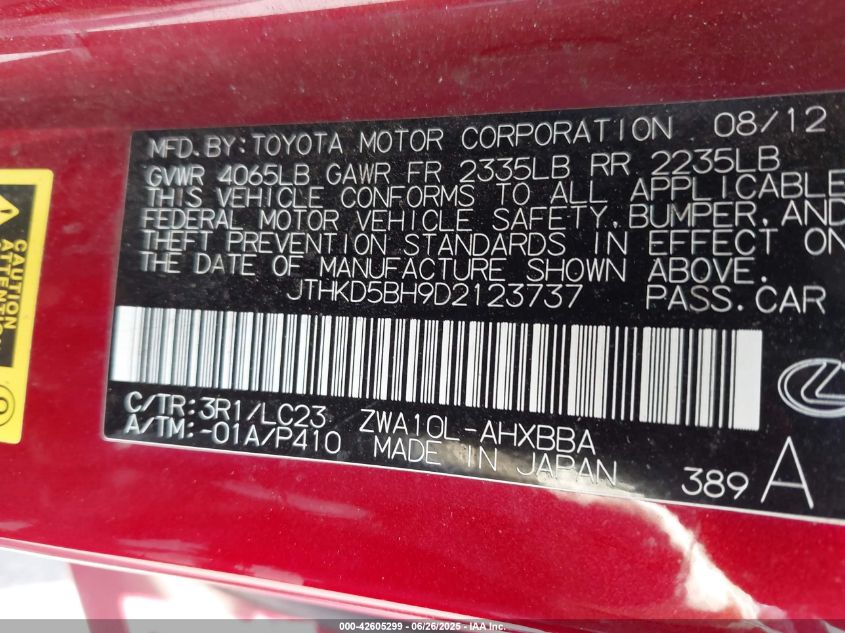 MFD.BY:TOYOTA MOTOR CORPORATION 08/12
GVWR 4065LB GAWR FR 2335LB RR 2235LB
THIS VEHICLE CONFORMS TO ALL APPLICABLE
FEDERAL MOTOR VEHICLE SAFETY,BUMPER,AND
THEFT PREVENTION STANDARDS IN EFFECT ON
THE DATE OF MANUFACTURE SHOWN ABOVE.
JTHKD5BH9D2123737 PASS.CAR
C/TR:3R1/LC23 ZWA10L-AHXBBA
A/TM:-01A/P410 MADE IN JAPAN
389 A
CAUTION
000-42605299 - 06/26/2025 - IAAI.com